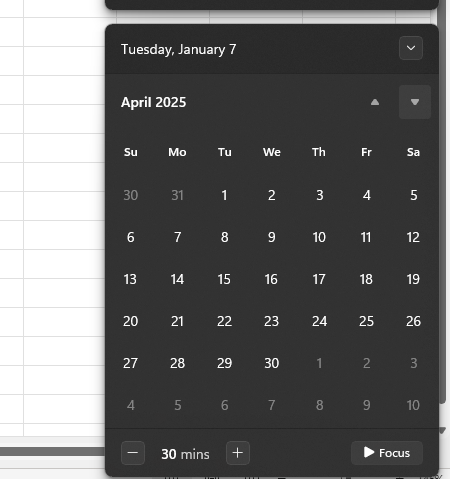 Tuesday, January 7
April 2025
Su Mo Tu We Th Fr Sa
30 31 1 2 3 4 5
6 7 8 9 10 11 12
13 14 15 16 17 18 19
20 21 22 23 24 25 26
27 28 29 30 1 2 3
4 5 6 7 8 9 10
30 mins Focus